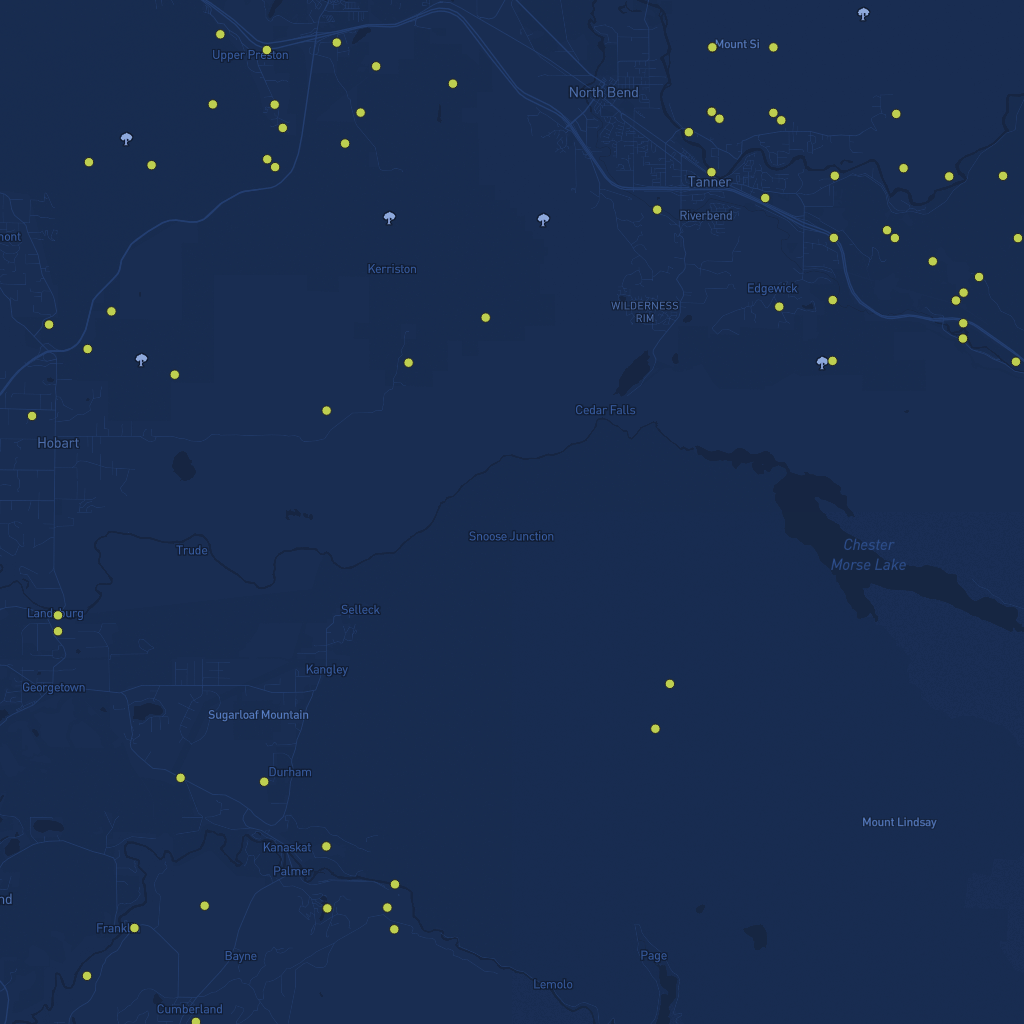 Mount Si
Upper Preston
North Bend
Tanner
Riverbend
mont
Kerriston
Edgewick
WILDERNESS
RIM
Cedar Falls
Hobart
Snoose Junction
Chester
Morse Lake
Trude
Landsburg
Selleck
Kangley
Georgetown
Sugarloaf Mountain
Durham
Mount Lindsay
Kanaskat
Palmer
nd
Frankl
Bayne
Page
Lemolo
Cumberland